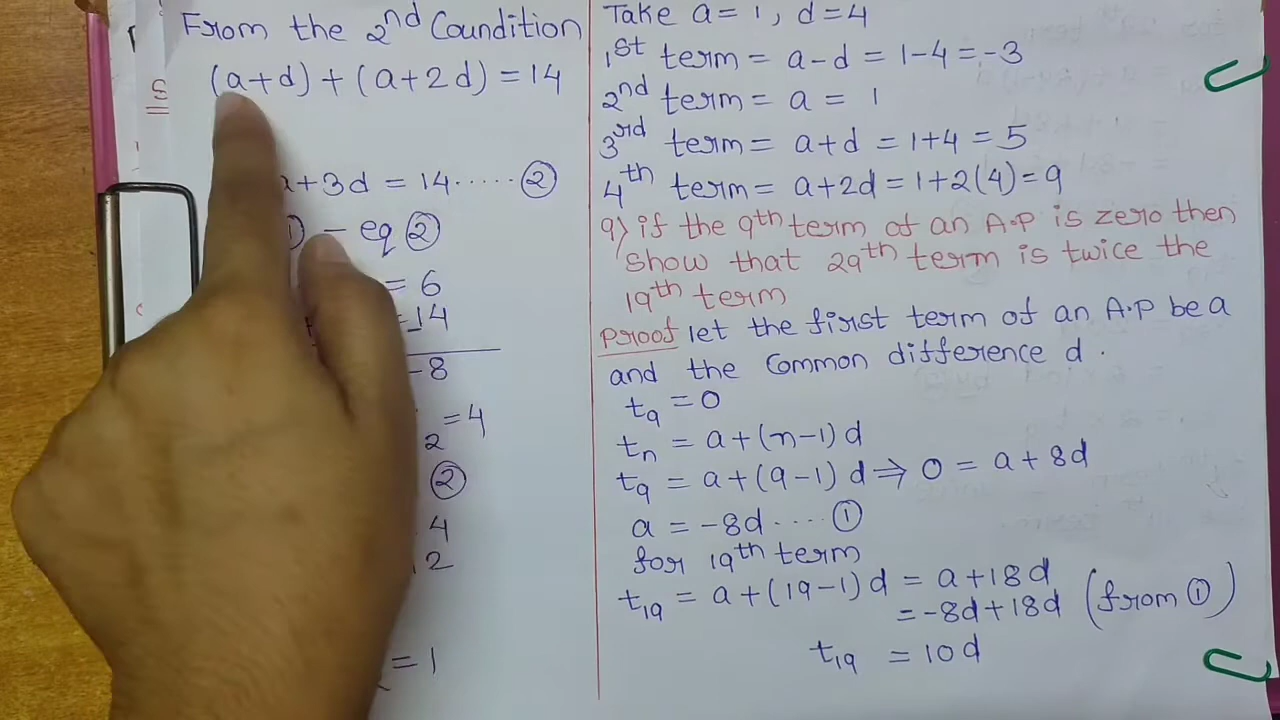 From the 2nd Coundition
(a+d) + (a+2d) = 14
+3d = 14 ..... ②
- eq ②
= 6
=14
-8
2 =4
②
4
2
= 1
Take a = 1, d = 4
1st term = a-d = 1-4 = -3
2nd term = a = 1
3rd term = a+d = 1+4 = 5
4th term = a+2d = 1+2(4) = 9
9) if the 9th term of an A.P is zero then
show that 29th term is twice the
19th term
Proof let the first term of an A.P be a
and the Common difference d.
t9 = 0
tn = a+(n-1)d
t9 = a+(9-1)d ⇒ 0 = a+8d
a = -8d .... ①
for 19th term
t19 = a+(19-1)d = a+18d
= -8d+18d (from ①)
t19 = 10d